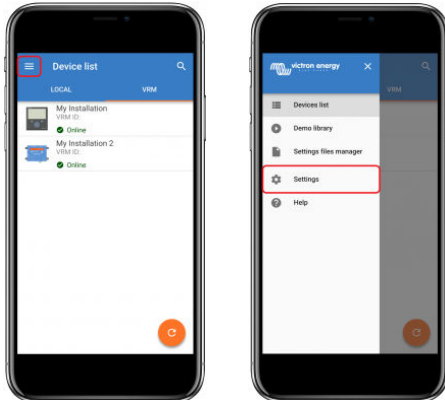 Device list
LOCAL VRM
My Installation
VRM ID:
Online
My Installation 2
VRM ID:
Online
victron energy
VRM
Devices list
Demo library
Settings files manager
Settings
Help